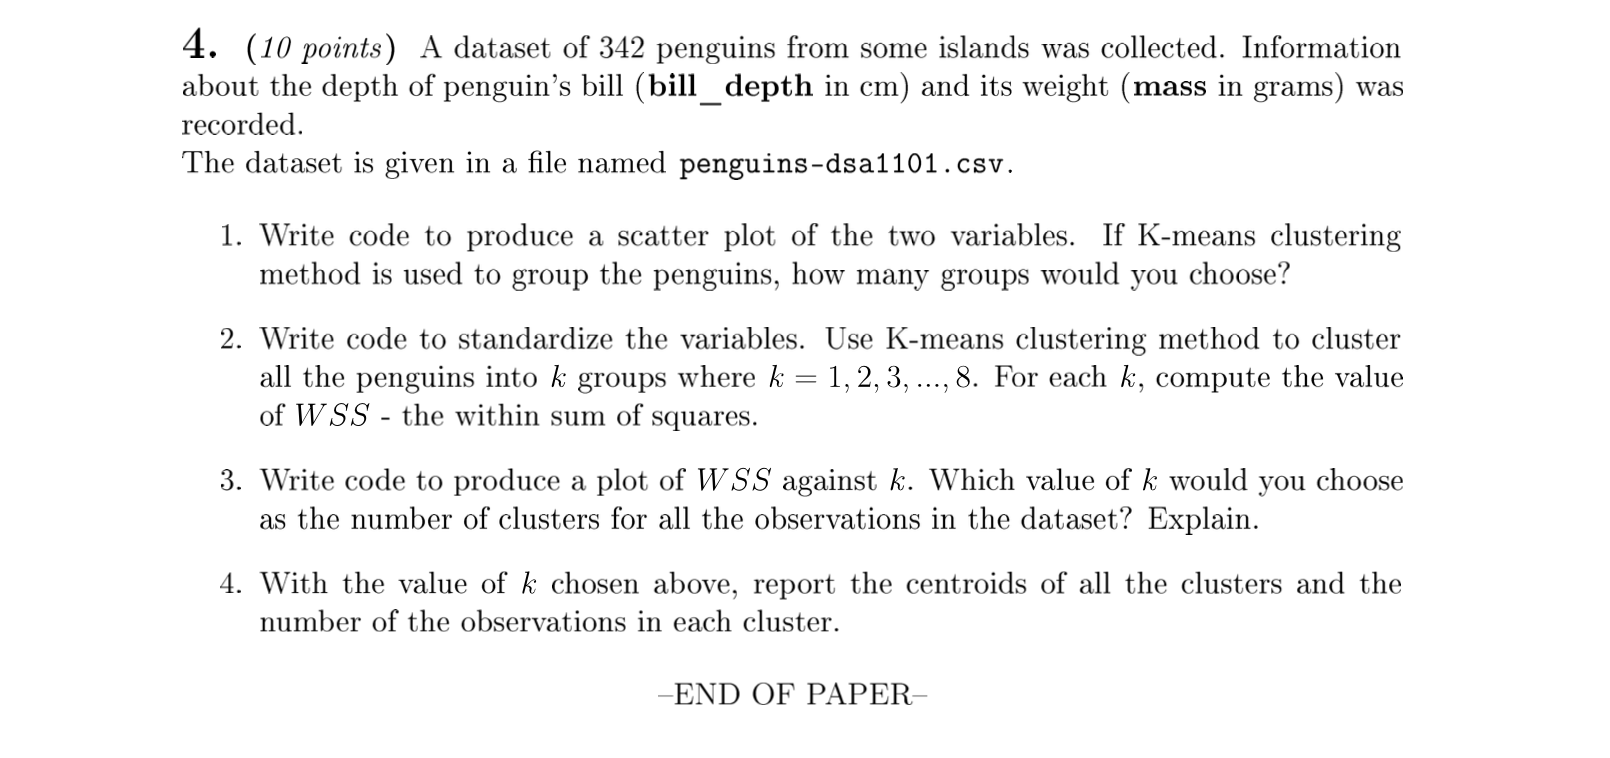 4. (10 points) A dataset of 342 penguins from some islands was collected. Information
about the depth of penguin's bill (bill_depth in cm) and its weight (mass in grams) was
recorded.
The dataset is given in a file named penguins-dsa1101.csv.
1. Write code to produce a scatter plot of the two variables. If K-means clustering
method is used to group the penguins, how many groups would you choose?
2. Write code to standardize the variables. Use K-means clustering method to cluster
all the penguins into k groups where k = 1, 2, 3, ..., 8. For each k, compute the value
of WSS - the within sum of squares.
3. Write code to produce a plot of WSS against k. Which value of k would you choose
as the number of clusters for all the observations in the dataset? Explain.
4. With the value of k chosen above, report the centroids of all the clusters and the
number of the observations in each cluster.
–END OF PAPER–